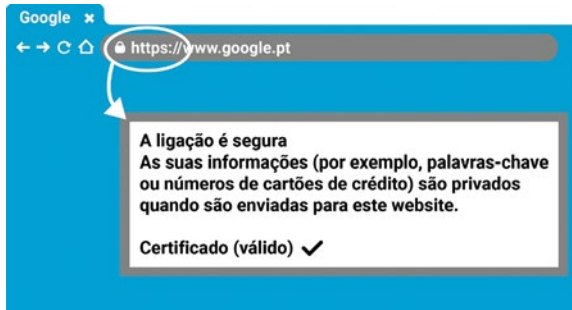 Google ×
https://www.google.pt
A ligação é segura
As suas informações (por exemplo, palavras-chave
ou números de cartões de crédito) são privados
quando são enviadas para este website.
Certificado (válido) ✓